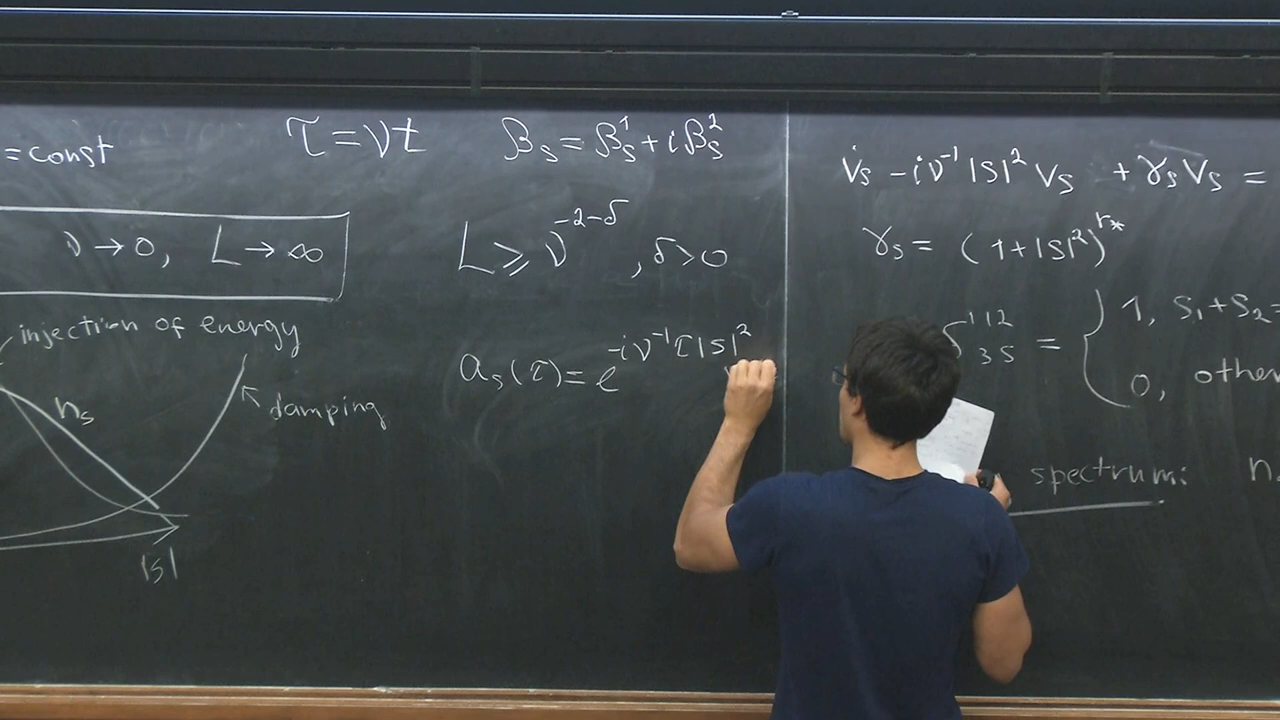 = const
τ = νt
β_s = β_s^1 + iβ_s^2
ν → 0, L → ∞
L ⩾ ν^{-2-δ}, δ > 0
injection of energy
n_s
damping
|s|
a_s(τ) = e^{-iν^{-1}τ|s|^2}
v̇_s - iν^{-1}|s|^2 v_s + γ_s v_s =
γ_s = (1+|s|^2)^{r_*}
δ^{12}_{3s} = { 1, s_1+s_2=
0, other
spectrum: